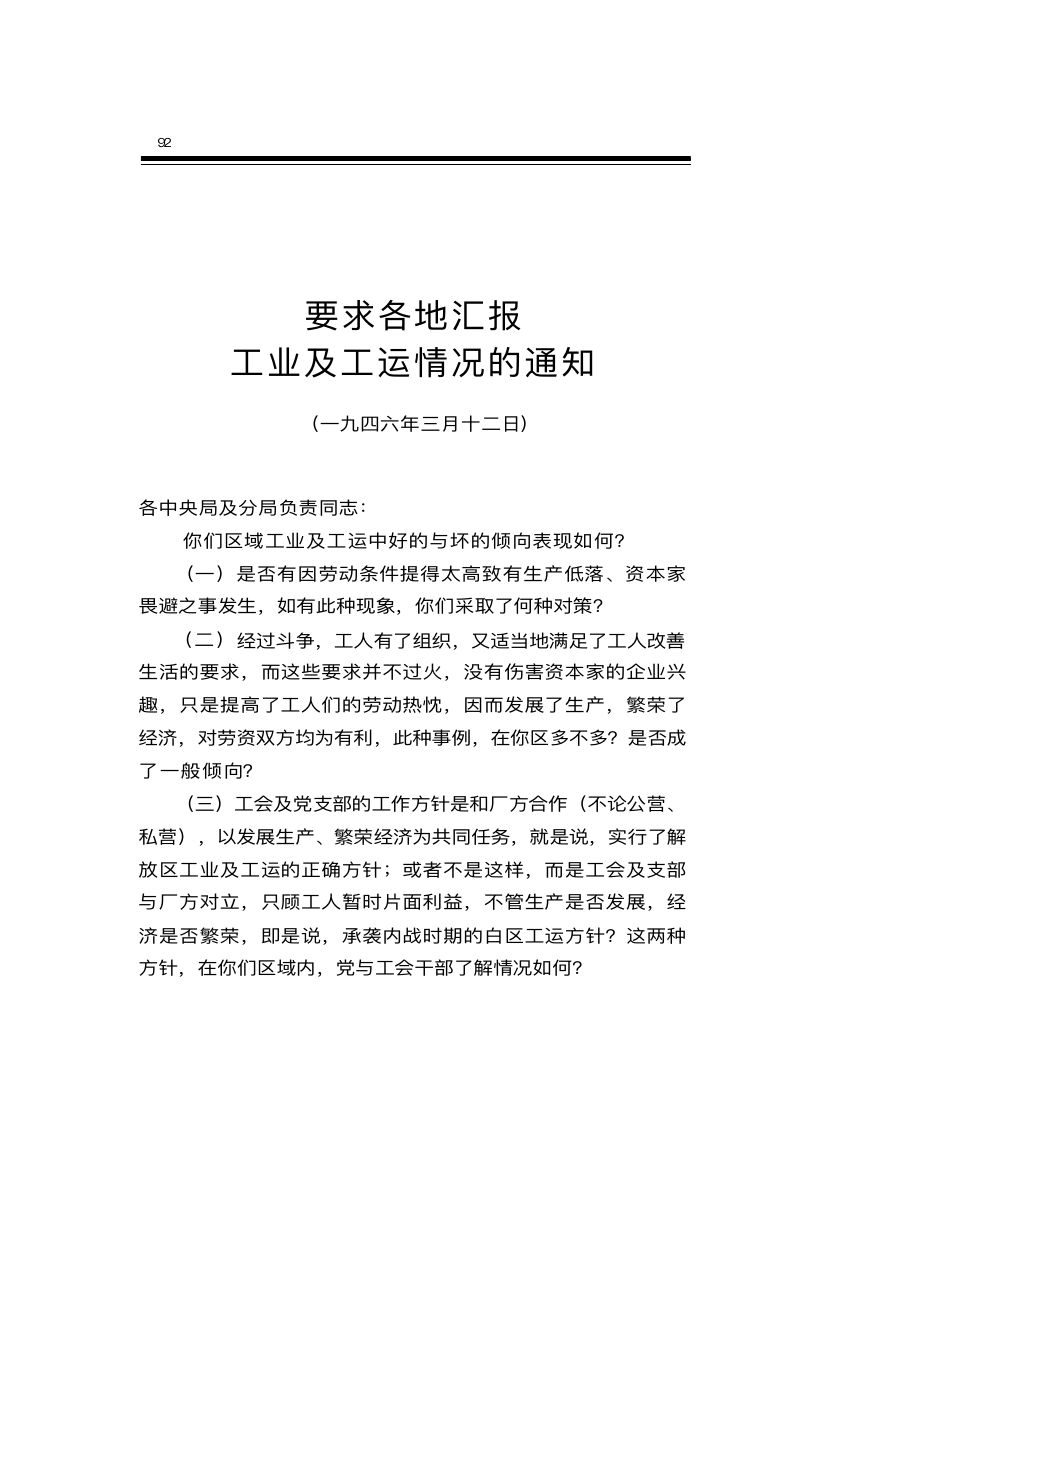 92
要求各地汇报
工业及工运情况的通知
（一九四六年三月十二日）
各中央局及分局负责同志：
你们区域工业及工运中好的与坏的倾向表现如何？
（一）是否有因劳动条件提得太高致有生产低落、资本家
畏避之事发生，如有此种现象，你们采取了何种对策？
（二）经过斗争，工人有了组织，又适当地满足了工人改善
生活的要求，而这些要求并不过火，没有伤害资本家的企业兴
趣，只是提高了工人们的劳动热忱，因而发展了生产，繁荣了
经济，对劳资双方均为有利，此种事例，在你区多不多？是否成
了一般倾向？
（三）工会及党支部的工作方针是和厂方合作（不论公营、
私营），以发展生产、繁荣经济为共同任务，就是说，实行了解
放区工业及工运的正确方针；或者不是这样，而是工会及支部
与厂方对立，只顾工人暂时片面利益，不管生产是否发展，经
济是否繁荣，即是说，承袭内战时期的白区工运方针？这两种
方针，在你们区域内，党与工会干部了解情况如何？